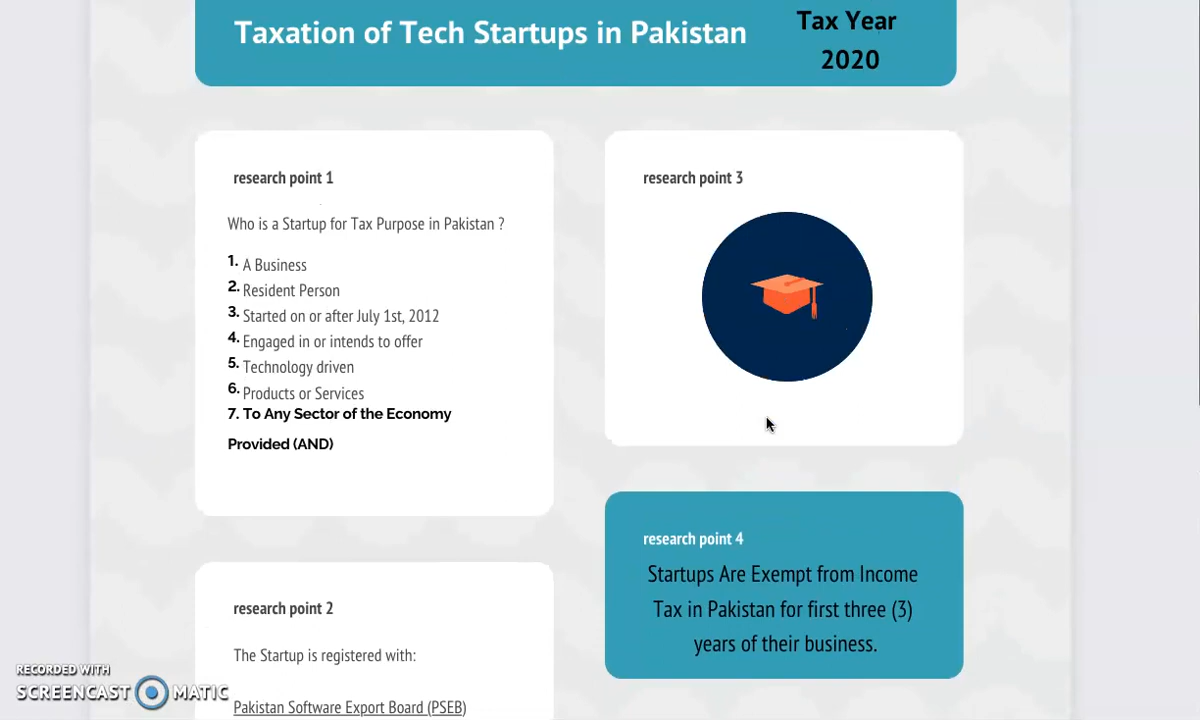 Taxation of Tech Startups in Pakistan
Tax Year
2020
research point 1
Who is a Startup for Tax Purpose in Pakistan ?
1. A Business
2. Resident Person
3. Started on or after July 1st, 2012
4. Engaged in or intends to offer
5. Technology driven
6. Products or Services
7. To Any Sector of the Economy
Provided (AND)
research point 2
The Startup is registered with:
Pakistan Software Export Board (PSEB)
research point 3
research point 4
Startups Are Exempt from Income
Tax in Pakistan for first three (3)
years of their business.
RECORDED WITH
SCREENCAST MATIC